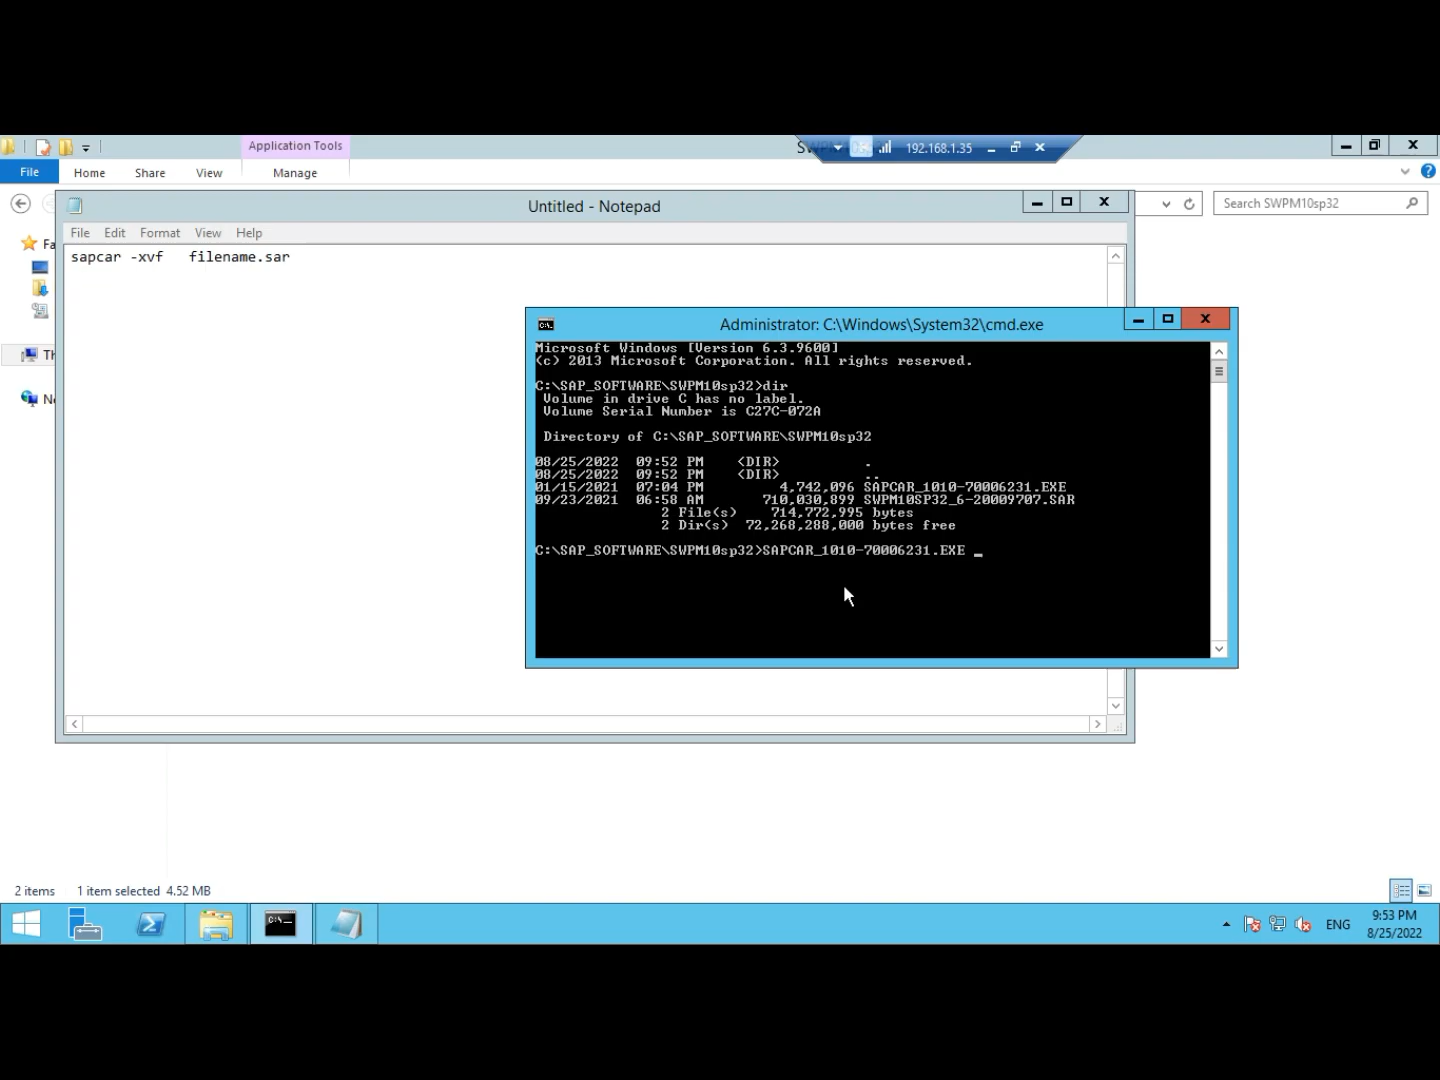 Application Tools
192.168.1.35
File Home Share View Manage
Untitled - Notepad
Search SWPM10sp32
File Edit Format View Help
sapcar -xvf filename.sar
Administrator: C:\Windows\System32\cmd.exe
Microsoft Windows [Version 6.3.9600]
(c) 2013 Microsoft Corporation. All rights reserved.
C:\SAP_SOFTWARE\SWPM10sp32>dir
Volume in drive C has no label.
Volume Serial Number is C27C-072A
Directory of C:\SAP_SOFTWARE\SWPM10sp32
08/25/2022 09:52 PM <DIR> .
08/25/2022 09:52 PM <DIR> ..
01/15/2021 07:04 PM 4,742,096 SAPCAR_1010-70006231.EXE
09/23/2021 06:58 AM 710,030,899 SWPM10SP32_6-20009707.SAR
2 File(s) 714,772,995 bytes
2 Dir(s) 72,268,288,000 bytes free
C:\SAP_SOFTWARE\SWPM10sp32>SAPCAR_1010-70006231.EXE _
2 items 1 item selected 4.52 MB
ENG
9:53 PM
8/25/2022